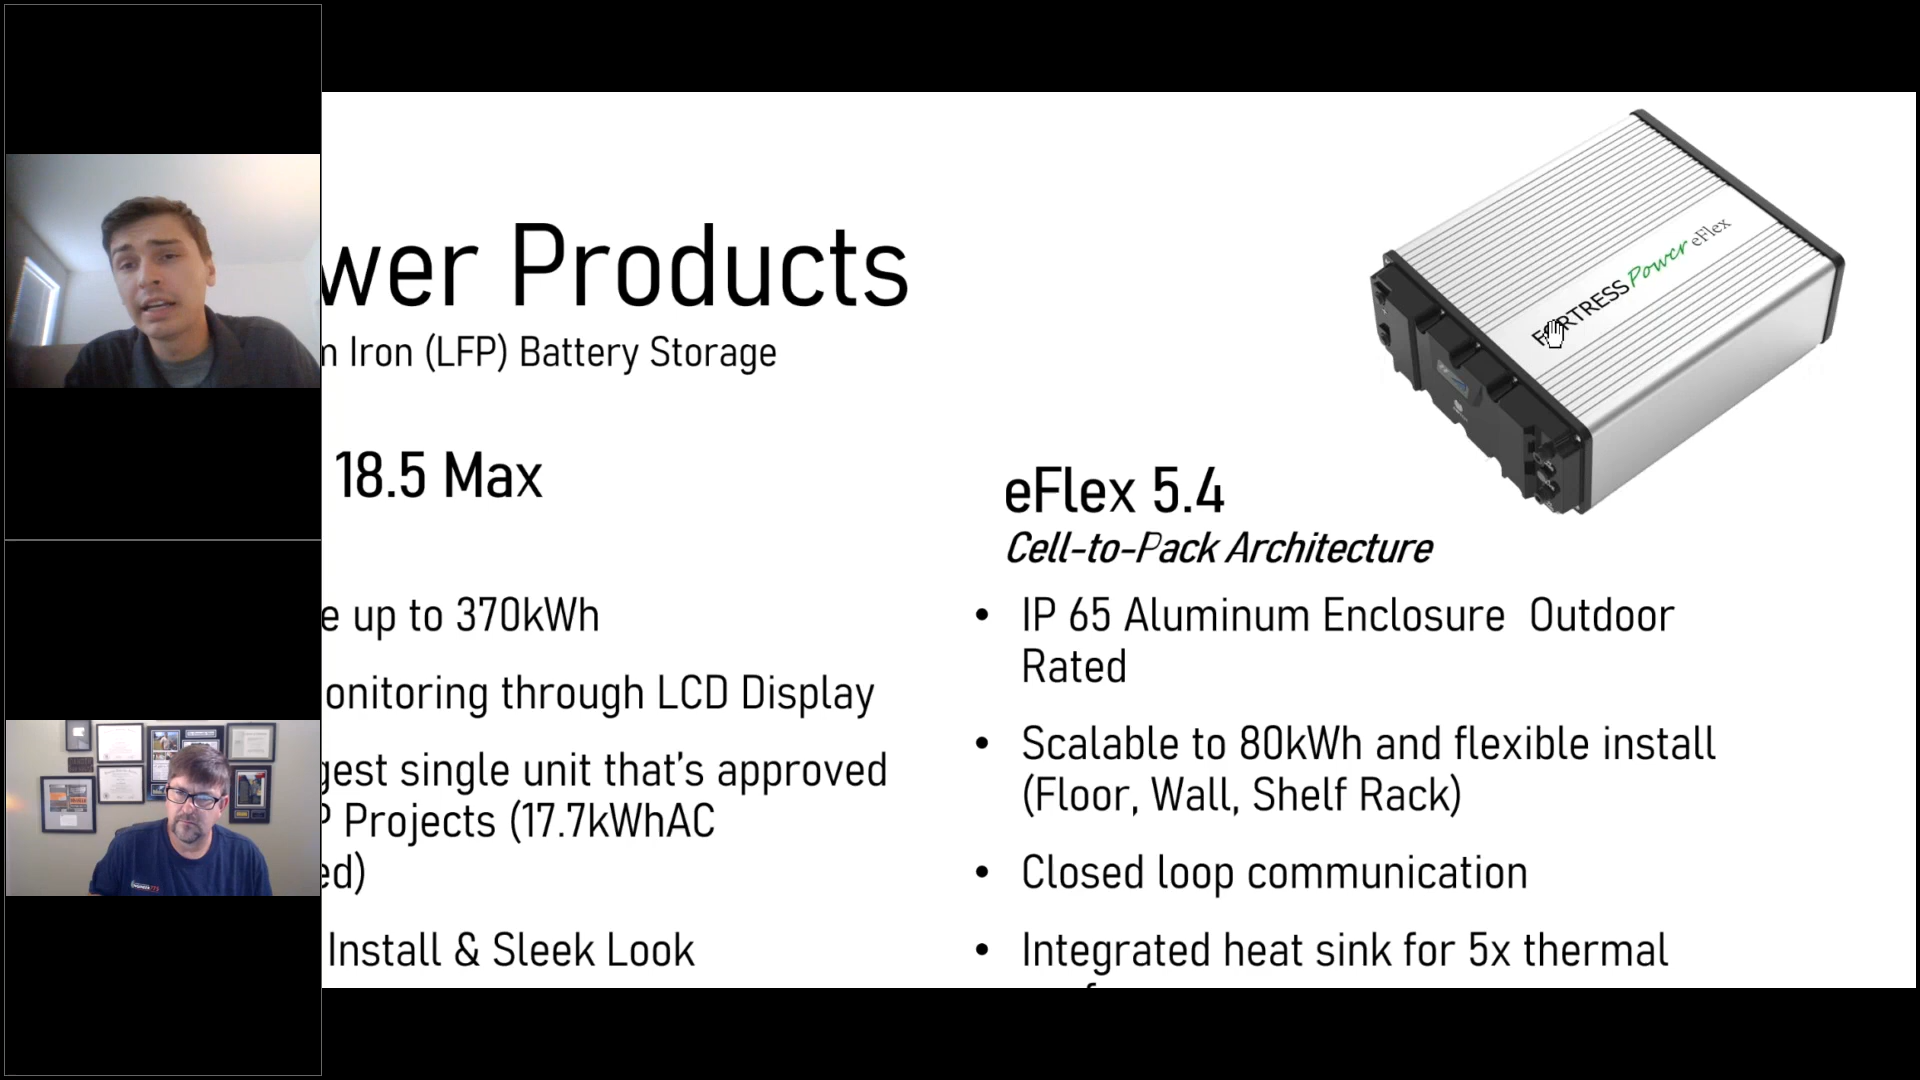 wer Products
n Iron (LFP) Battery Storage
18.5 Max
e up to 370kWh
onitoring through LCD Display
gest single unit that's approved
P Projects (17.7kWhAC
ed)
Install & Sleek Look
FORTRESS Power eFlex
eFlex 5.4
Cell-to-Pack Architecture
• IP 65 Aluminum Enclosure Outdoor
Rated
• Scalable to 80kWh and flexible install
(Floor, Wall, Shelf Rack)
• Closed loop communication
• Integrated heat sink for 5x thermal